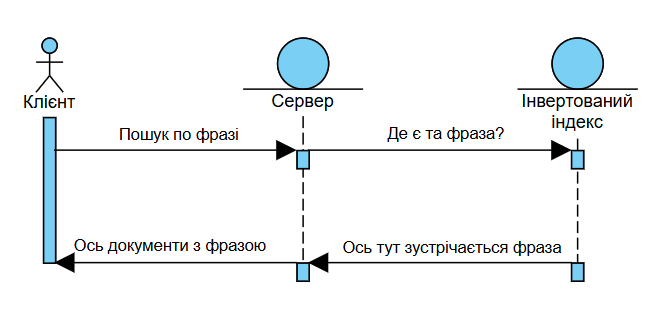 Клієнт
Сервер
Інвертований
індекс
Пошук по фразі
Де є та фраза?
Ось документи з фразою
Ось тут зустрічається фраза